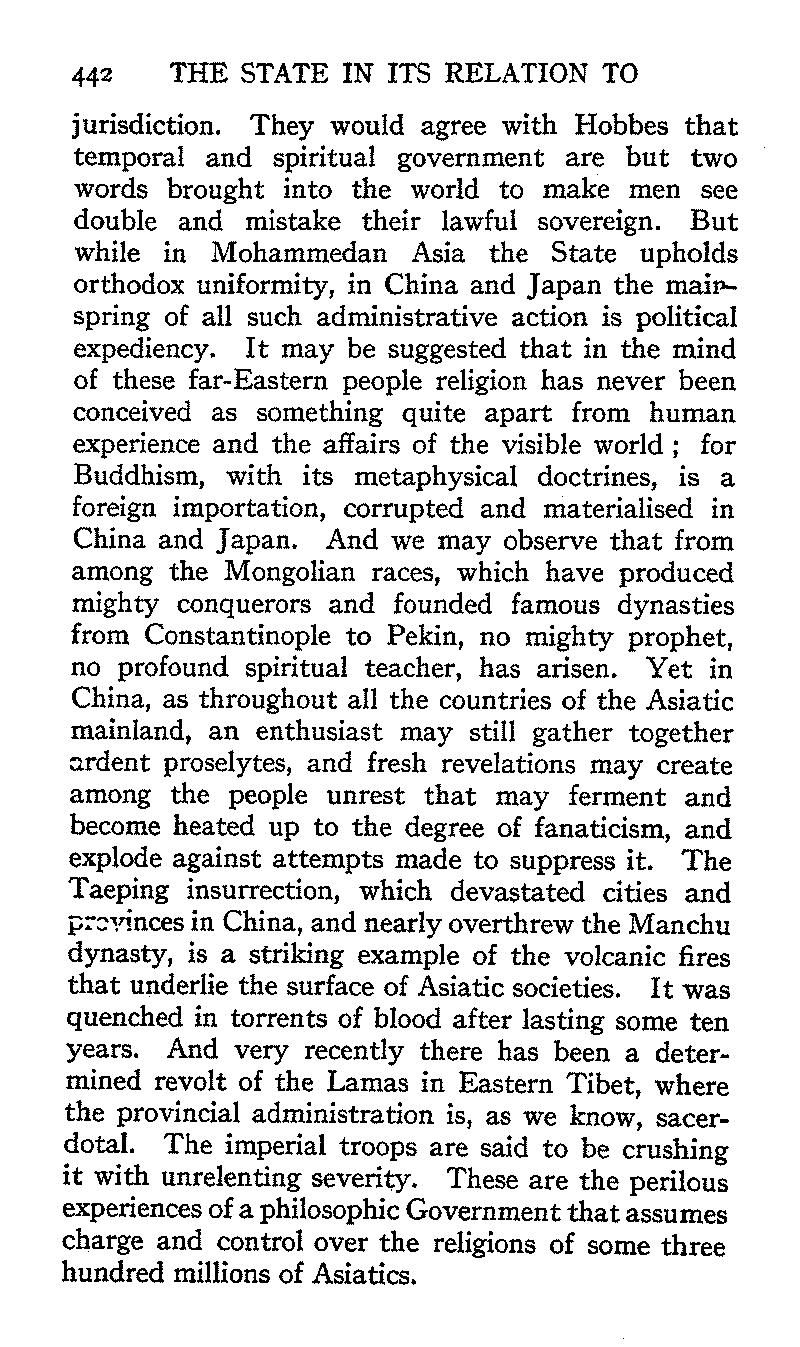 442 THE STATE IN ITS RELATION TO
jurisdiction. They would agree with Hobbes that
temporal and spiritual government are but two
words brought into the world to make men see
double and mistake their lawful sovereign. But
while in Mohammedan Asia the State upholds
orthodox uniformity, in China and Japan the main-
spring of all such administrative action is political
expediency. It may be suggested that in the mind
of these far-Eastern people religion has never been
conceived as something quite apart from human
experience and the affairs of the visible world ; for
Buddhism, with its metaphysical doctrines, is a
foreign importation, corrupted and materialised in
China and Japan. And we may observe that from
among the Mongolian races, which have produced
mighty conquerors and founded famous dynasties
from Constantinople to Pekin, no mighty prophet,
no profound spiritual teacher, has arisen. Yet in
China, as throughout all the countries of the Asiatic
mainland, an enthusiast may still gather together
ardent proselytes, and fresh revelations may create
among the people unrest that may ferment and
become heated up to the degree of fanaticism, and
explode against attempts made to suppress it. The
Taeping insurrection, which devastated cities and
provinces in China, and nearly overthrew the Manchu
dynasty, is a striking example of the volcanic fires
that underlie the surface of Asiatic societies. It was
quenched in torrents of blood after lasting some ten
years. And very recently there has been a deter-
mined revolt of the Lamas in Eastern Tibet, where
the provincial administration is, as we know, sacer-
dotal. The imperial troops are said to be crushing
it with unrelenting severity. These are the perilous
experiences of a philosophic Government that assumes
charge and control over the religions of some three
hundred millions of Asiatics.